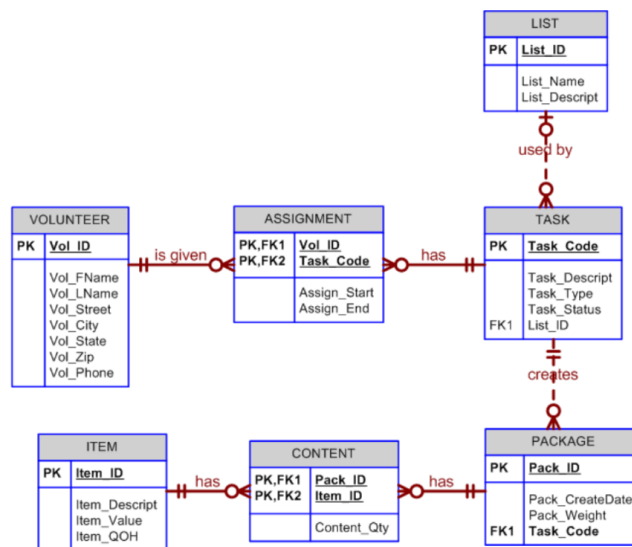 LIST
PK List_ID
List_Name
List_Descript
used by
VOLUNTEER
PK Vol_ID
Vol_FName
Vol_LName
Vol_Street
Vol_City
Vol_State
Vol_Zip
Vol_Phone
is given
ASSIGNMENT
PK,FK1 Vol_ID
PK,FK2 Task_Code
Assign_Start
Assign_End
has
TASK
PK Task_Code
Task_Descript
Task_Type
Task_Status
FK1 List_ID
creates
ITEM
PK Item_ID
Item_Descript
Item_Value
Item_QOH
has
CONTENT
PK,FK1 Pack_ID
PK,FK2 Item_ID
Content_Qty
has
PACKAGE
PK Pack_ID
Pack_CreateDate
Pack_Weight
FK1 Task_Code